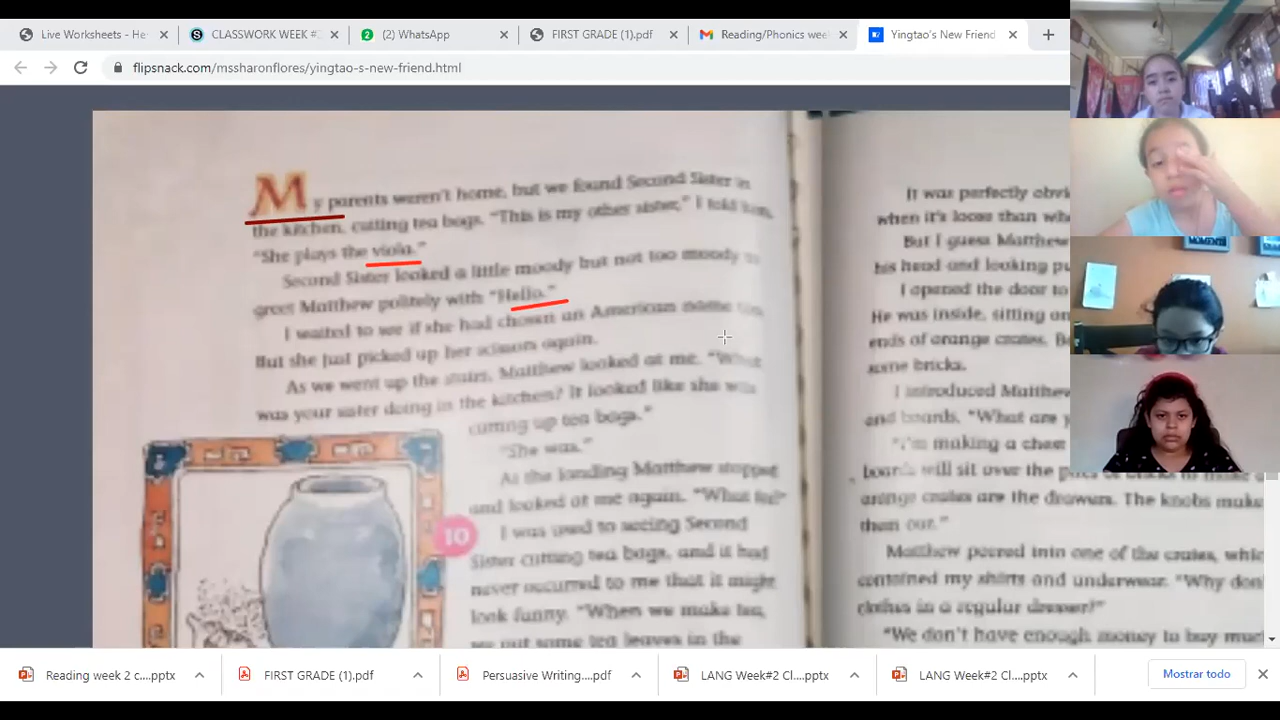 Live Worksheets - He
CLASSWORK WEEK #
(2) WhatsApp
FIRST GRADE (1).pdf
Reading/Phonics wee
Yingtao's New Friend
flipsnack.com/mssharonflores/yingtao-s-new-friend.html
My parents weren't home, but we found Second Sister in
the kitchen, cutting tea bags. "This is my other sister," I told him,
"She plays the viola."
Second Sister looked a little moody but not too moody to
greet Matthew politely with "Hello."
I waited to see if she had chosen an American name
But she just picked up her scissors again.
As we went up the stairs, Matthew looked at me. "What
was your sister doing in the kitchen? It looked like she was
cutting up tea bags."
"She was."
At the landing Matthew stopped
and looked at me again. "What for?"
I was used to seeing Second
Sister cutting tea bags, and it had
never occurred to me that it might
look funny. "When we make tea,
we put some tea leaves in the
10
It was perfectly obvi
when it's loose than wh
But I guess Matthew
his head and looking pu
I opened the door to
He was inside, sitting on
ends of orange crates. B
some bricks.
I introduced Matthew
and boards. "What are y
"I'm making a chest
boards will sit over the
orange crates are the drawers. The knobs make
them out."
Matthew peered into one of the crates, whic
contained my shirts and underwear. "Why don'
clothes in a regular dresser?"
"We don't have enough money to buy muc
MOMENTS
Reading week 2 c....pptx
FIRST GRADE (1).pdf
Persuasive Writing....pdf
LANG Week#2 Cl....pptx
LANG Week#2 Cl....pptx
Mostrar todo